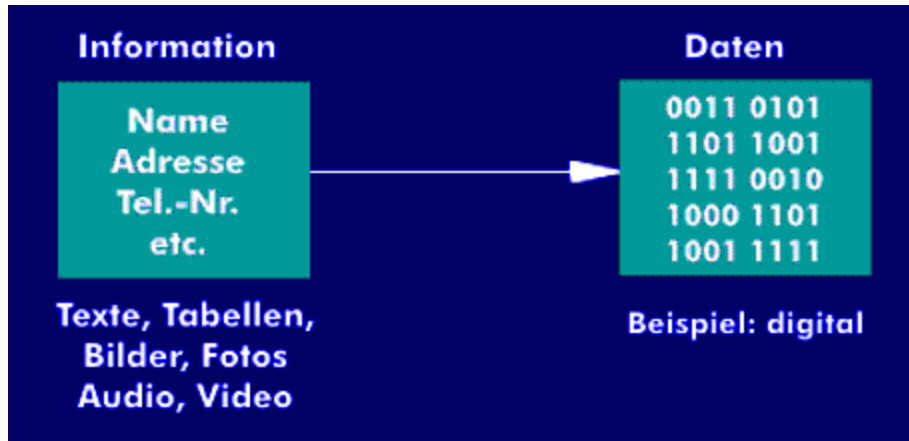 Information
Name
Adresse
Tel.-Nr.
etc.
Texte, Tabellen,
Bilder, Fotos
Audio, Video
Daten
0011 0101
1101 1001
1111 0010
1000 1101
1001 1111
Beispiel: digital